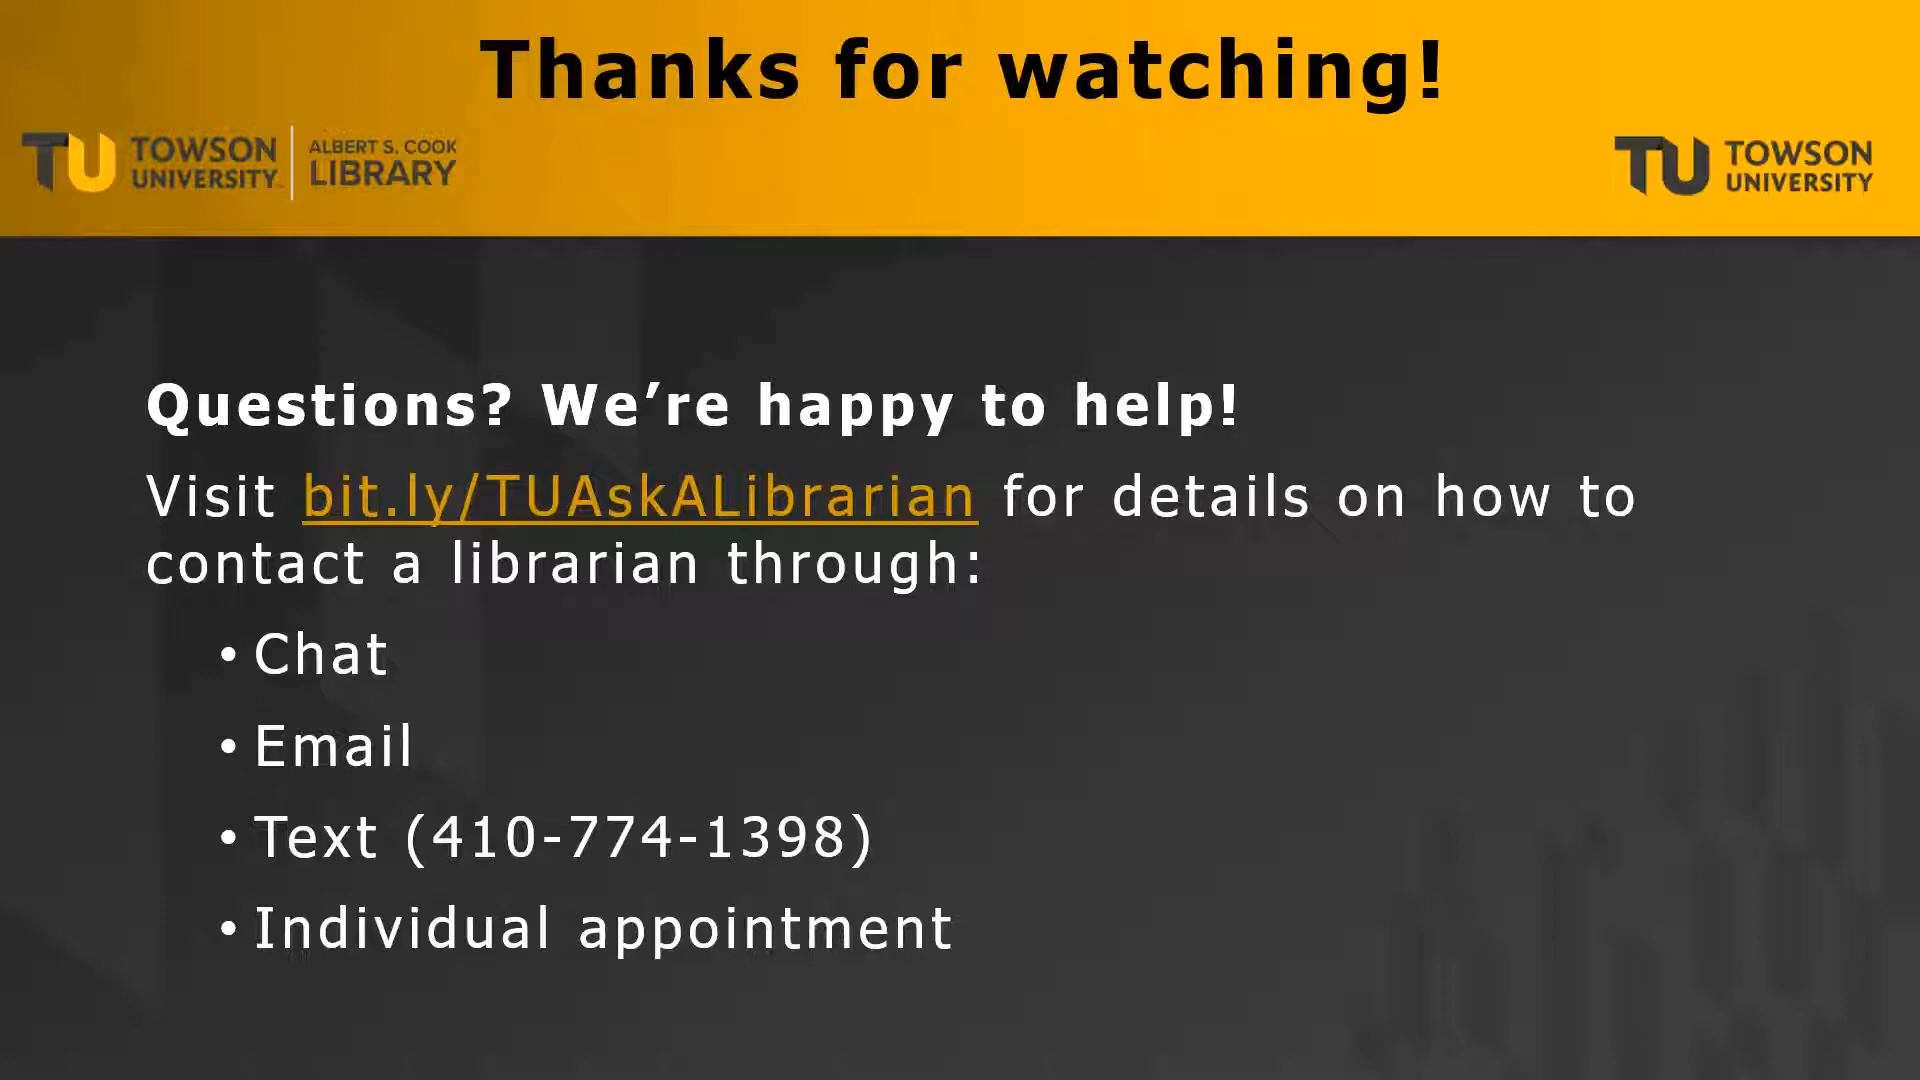 Thanks for watching!
TU TOWSON UNIVERSITY | ALBERT S. COOK LIBRARY
TU TOWSON UNIVERSITY
Questions? We’re happy to help!
Visit bit.ly/TUAskALibrarian for details on how to
contact a librarian through:
• Chat
• Email
• Text (410-774-1398)
• Individual appointment